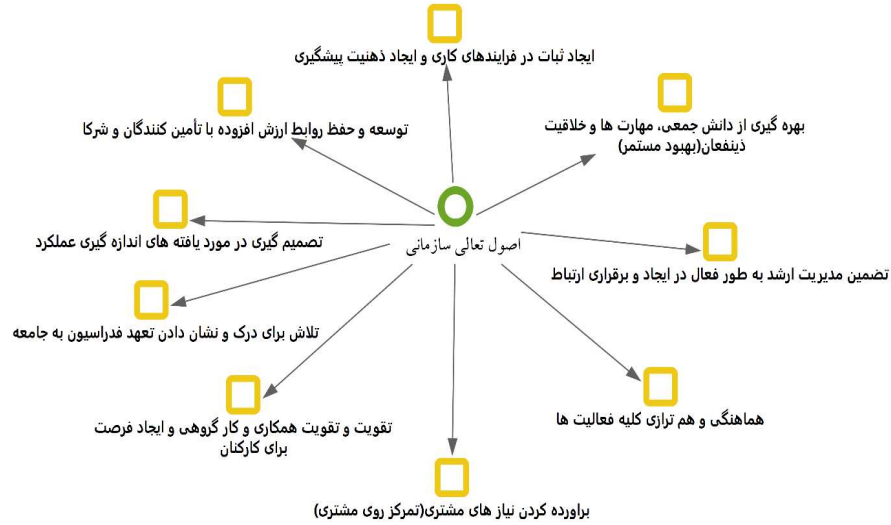 ایجاد ثبات در فرایندهای کاری و ایجاد ذهنیت پیشگیری
بهره گیری از دانش جمعی، مهارت ها و خلاقیت
ذینفعان(بهبود مستمر)
توسعه و حفظ روابط ارزش افزوده با تأمین کنندگان و شرکا
تصمیم گیری در مورد یافته های اندازه گیری عملکرد
اصول تعالی سازمانی
تضمین مدیریت ارشد به طور فعال در ایجاد و برقراری ارتباط
تلاش برای درک و نشان دادن تعهد فدراسیون به جامعه
هماهنگی و هم ترازی کلیه فعالیت ها
تقویت و تقویت همکاری و کار گروهی و ایجاد فرصت
برای کارکنان
براورده کردن نیاز های مشتری(تمرکز روی مشتری)